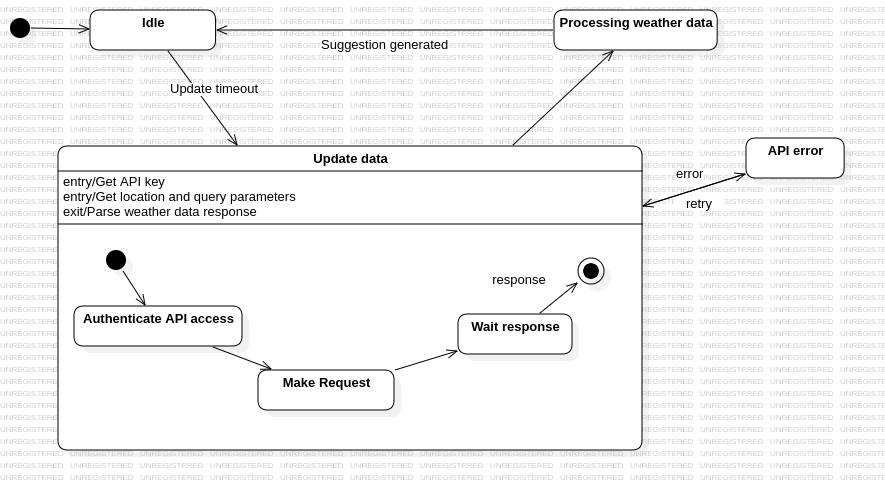 Idle
Processing weather data
Suggestion generated
Update timeout
Update data
entry/Get API key
entry/Get location and query parameters
exit/Parse weather data response
API error
error
retry
response
Authenticate API access
Wait response
Make Request
UNREGISTERED